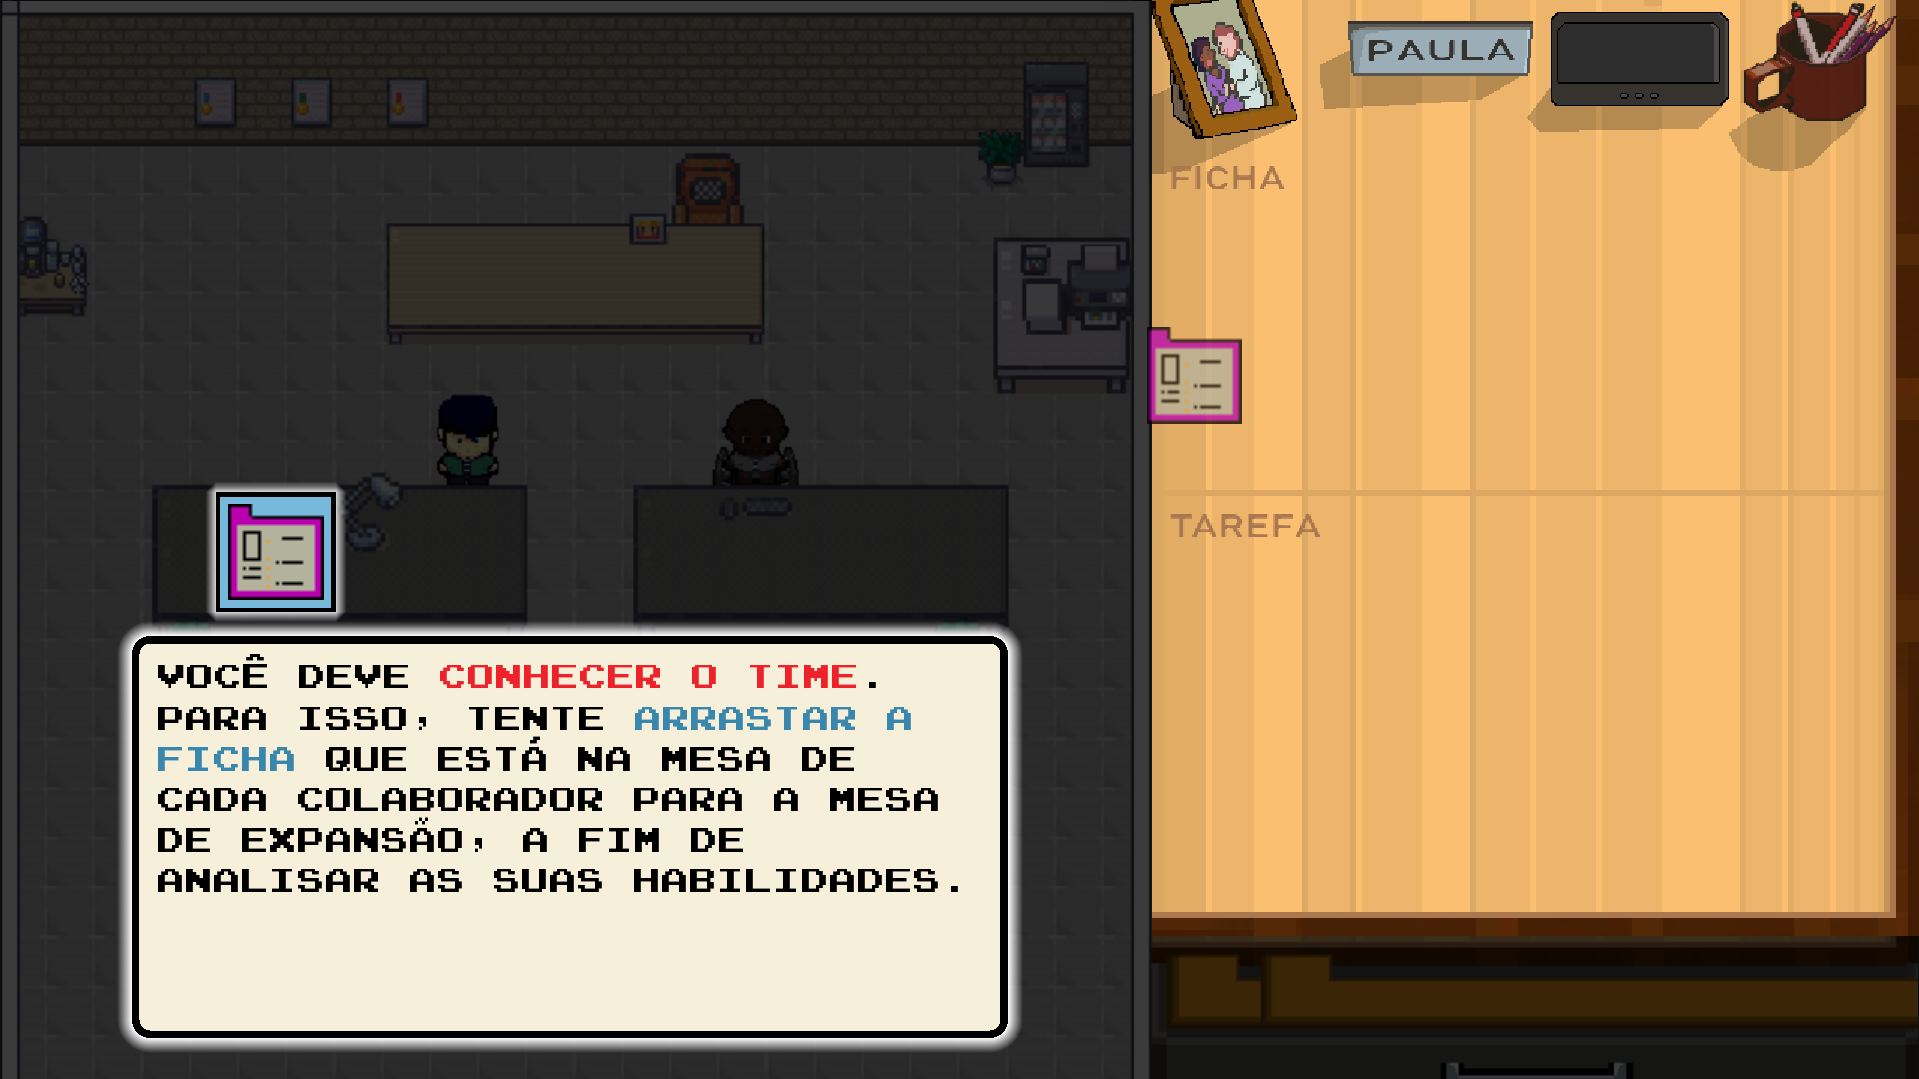 PAULA
FICHA
TAREFA
VOCÊ DEVE CONHECER O TIME.
PARA ISSO, TENTE ARRASTAR A
FICHA QUE ESTÁ NA MESA DE
CADA COLABORADOR PARA A MESA
DE EXPANSÃO, A FIM DE
ANALISAR AS SUAS HABILIDADES.